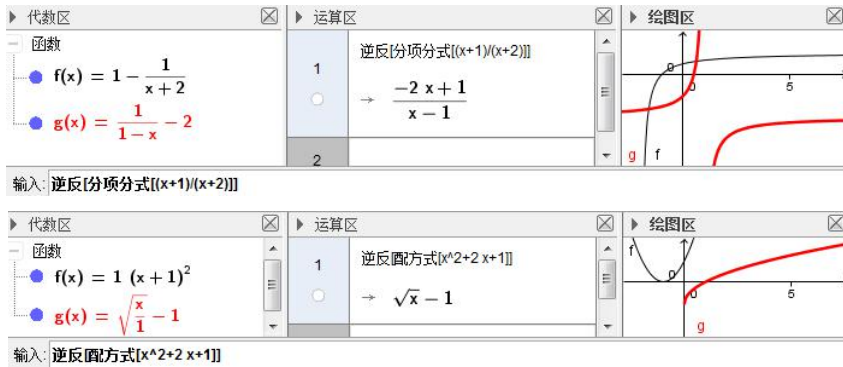 代数区
函数
f(x) = 1 − 1/(x + 2)
g(x) = 1/(1 − x) − 2
运算区
1 逆反[分项分式[(x+1)/(x+2)]]
→ (−2 x + 1)/(x − 1)
2
绘图区
0
0 5
g f
输入: 逆反[分项分式[(x+1)/(x+2)]]
代数区
函数
f(x) = 1 (x + 1)²
g(x) = √(x/1) − 1
运算区
1 逆反[配方式[x^2+2 x+1]]
→ √x − 1
绘图区
f
0
0 5
g
输入: 逆反[配方式[x^2+2 x+1]]